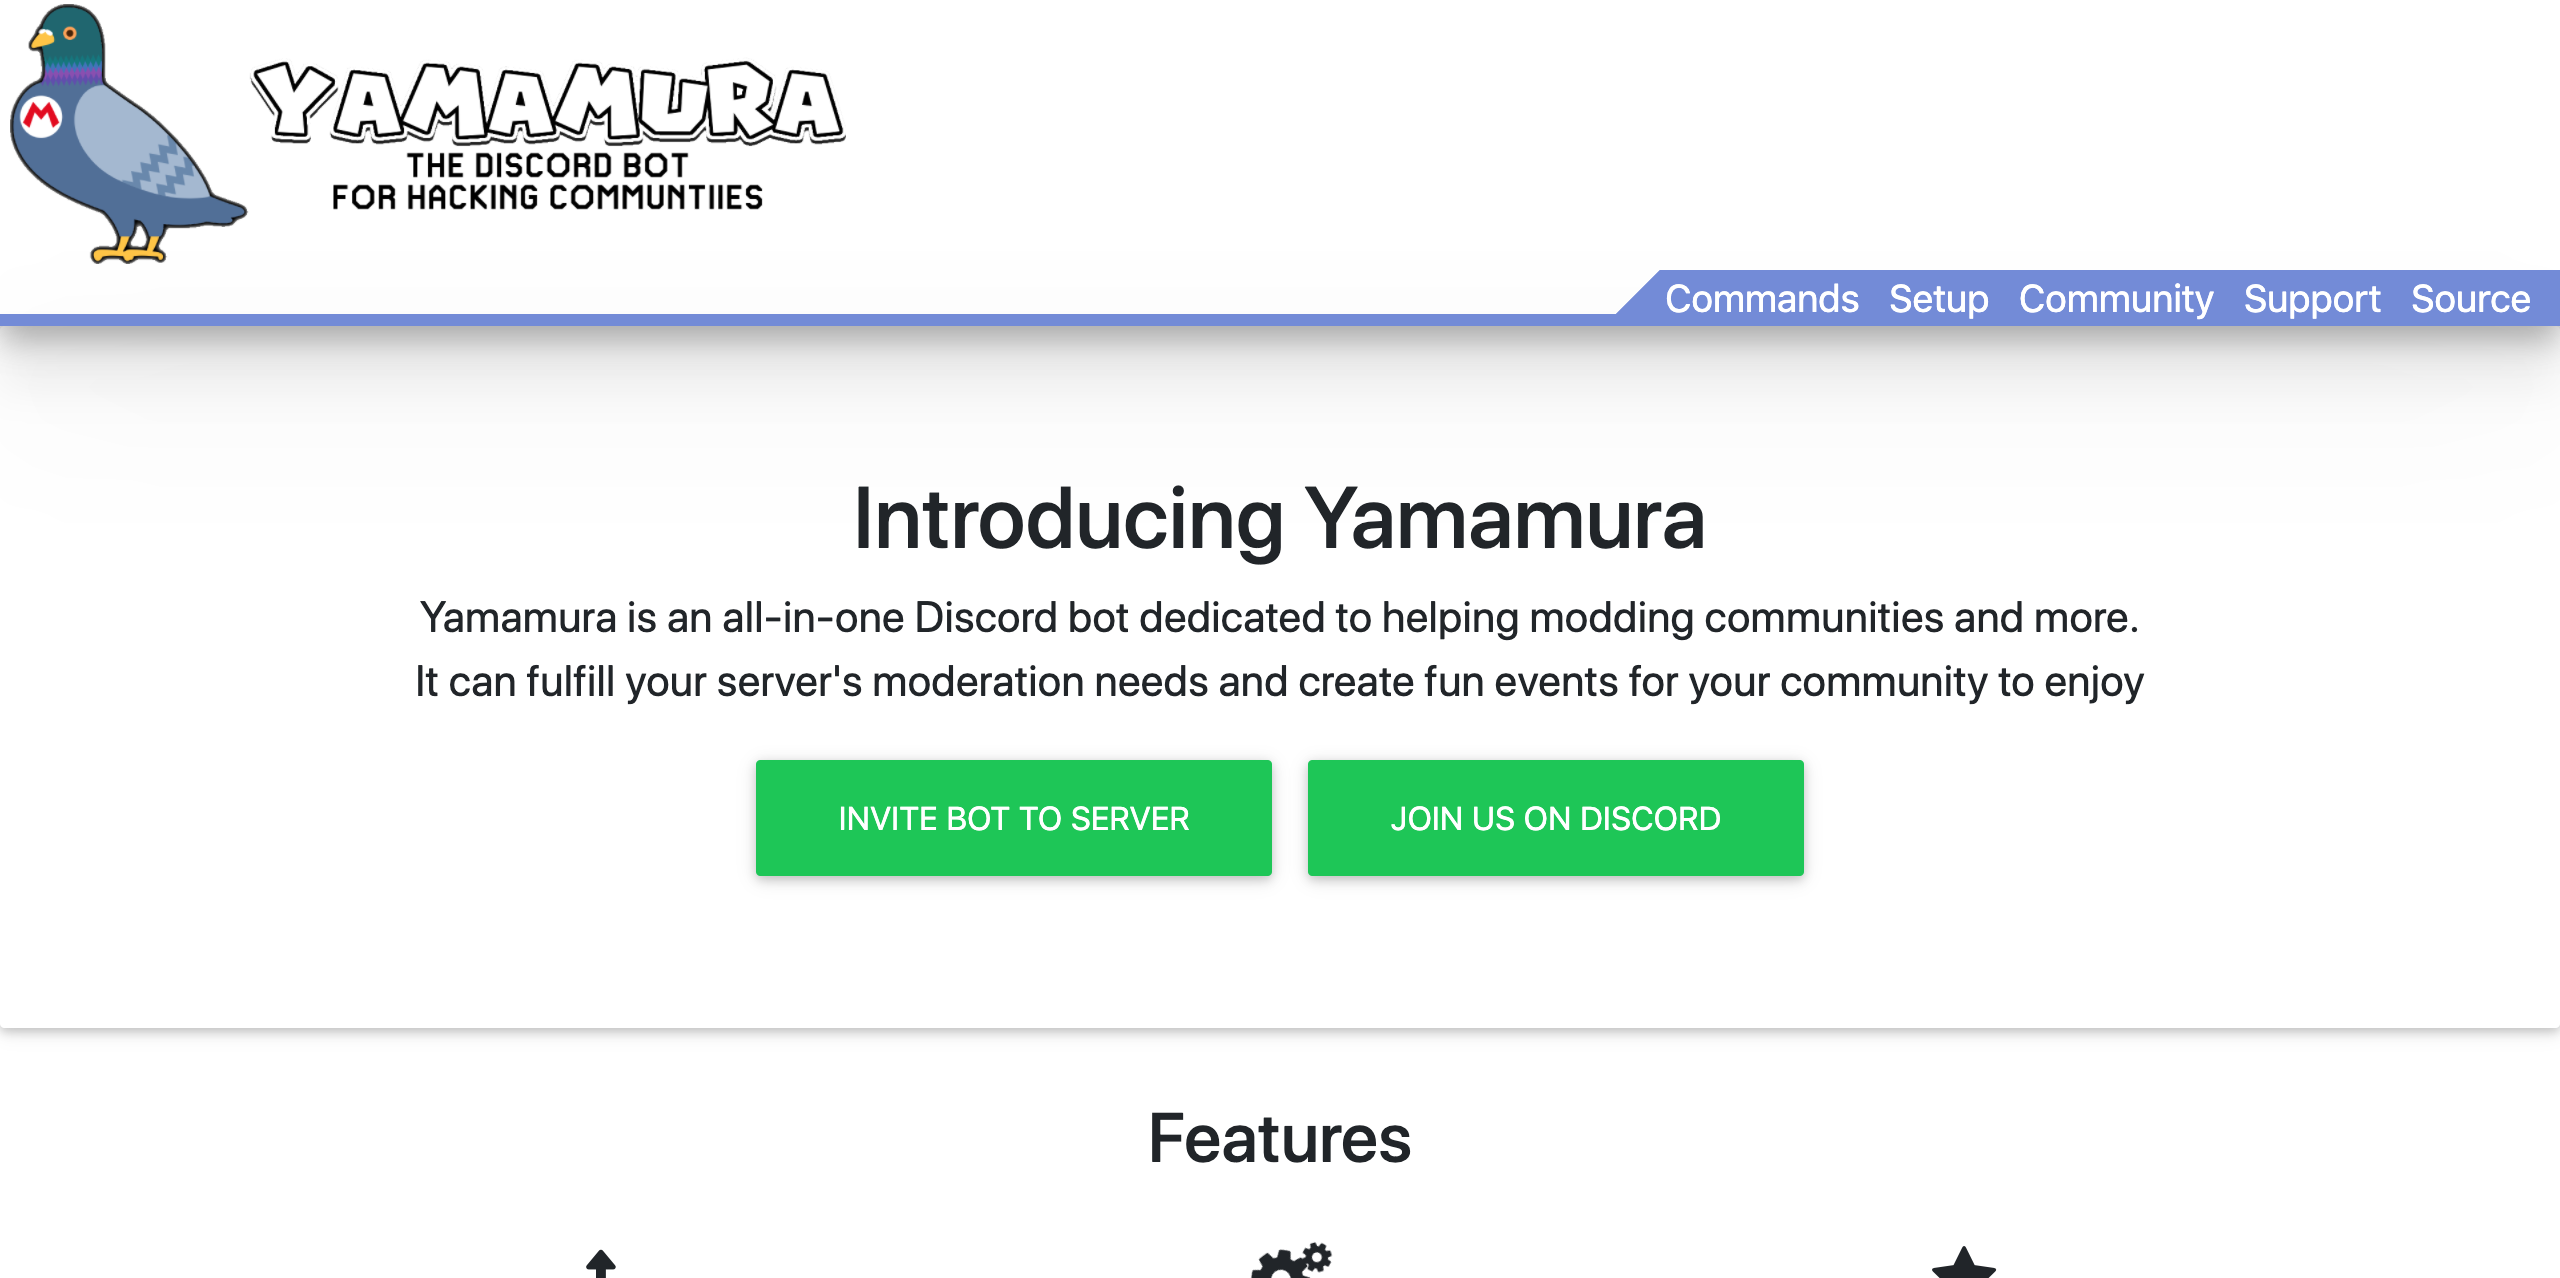 YAMAMURA
THE DISCORD BOT
FOR HACKING COMMUNTIIES
Commands Setup Community Support Source
Introducing Yamamura
Yamamura is an all-in-one Discord bot dedicated to helping modding communities and more.
It can fulfill your server's moderation needs and create fun events for your community to enjoy
INVITE BOT TO SERVER JOIN US ON DISCORD
Features